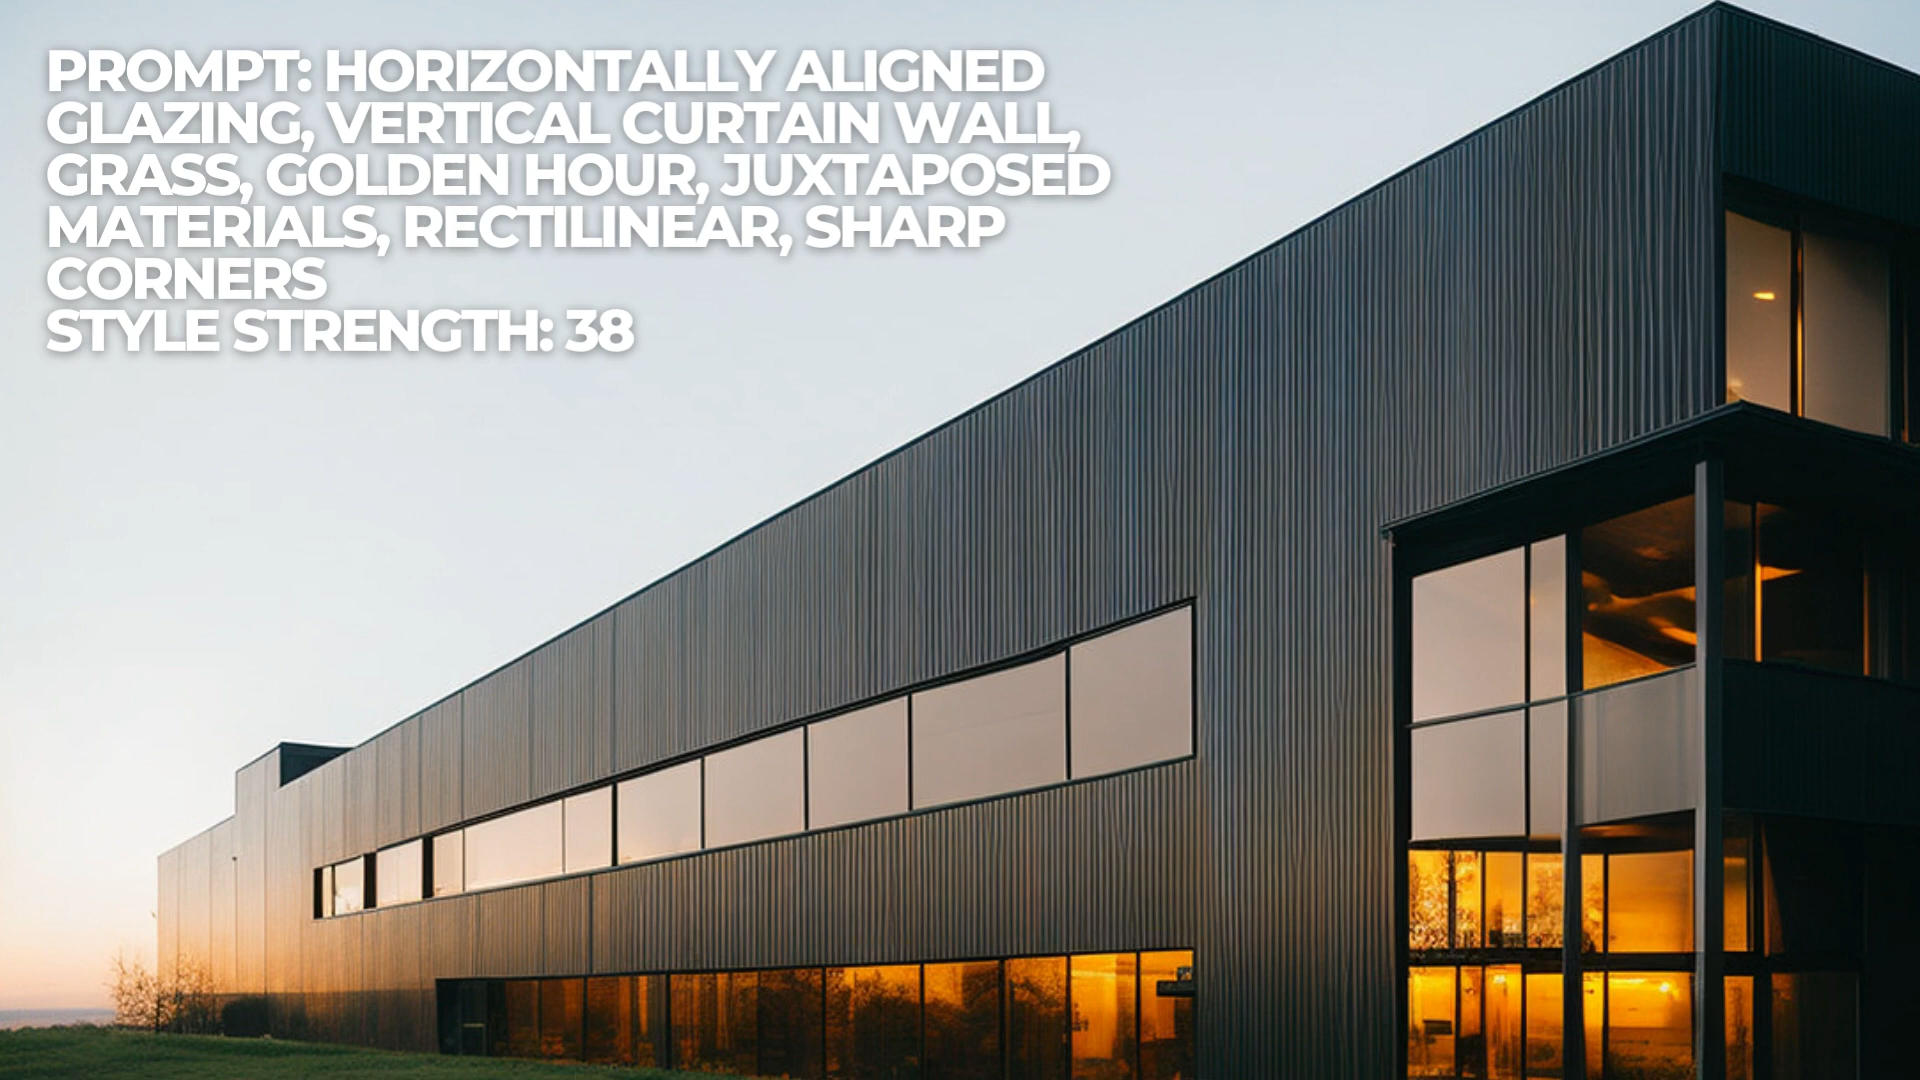 PROMPT: HORIZONTALLY ALIGNED
GLAZING, VERTICAL CURTAIN WALL,
GRASS, GOLDEN HOUR, JUXTAPOSED
MATERIALS, RECTILINEAR, SHARP
CORNERS
STYLE STRENGTH: 38